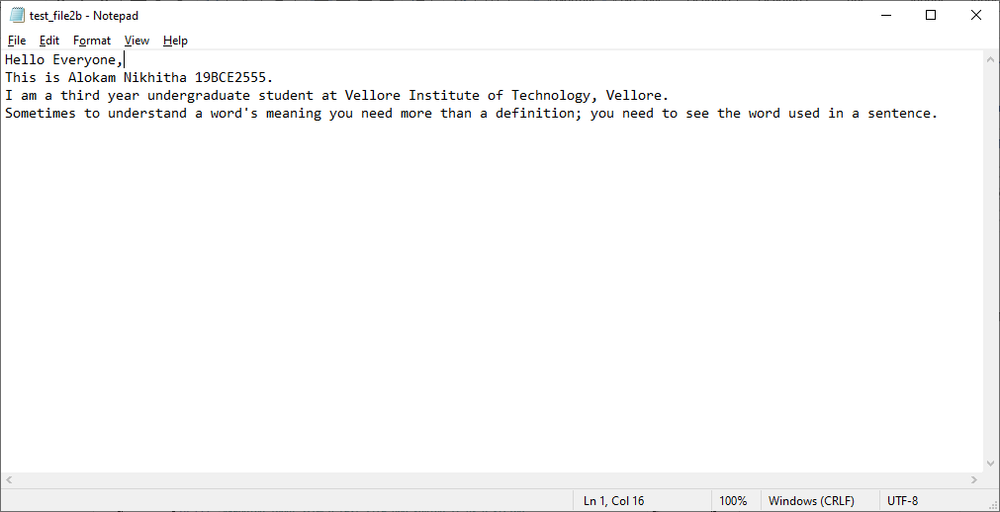 test_file2b - Notepad
File Edit Format View Help
Hello Everyone,
This is Alokam Nikhitha 19BCE2555.
I am a third year undergraduate student at Vellore Institute of Technology, Vellore.
Sometimes to understand a word's meaning you need more than a definition; you need to see the word used in a sentence.
Ln 1, Col 16 100% Windows (CRLF) UTF-8